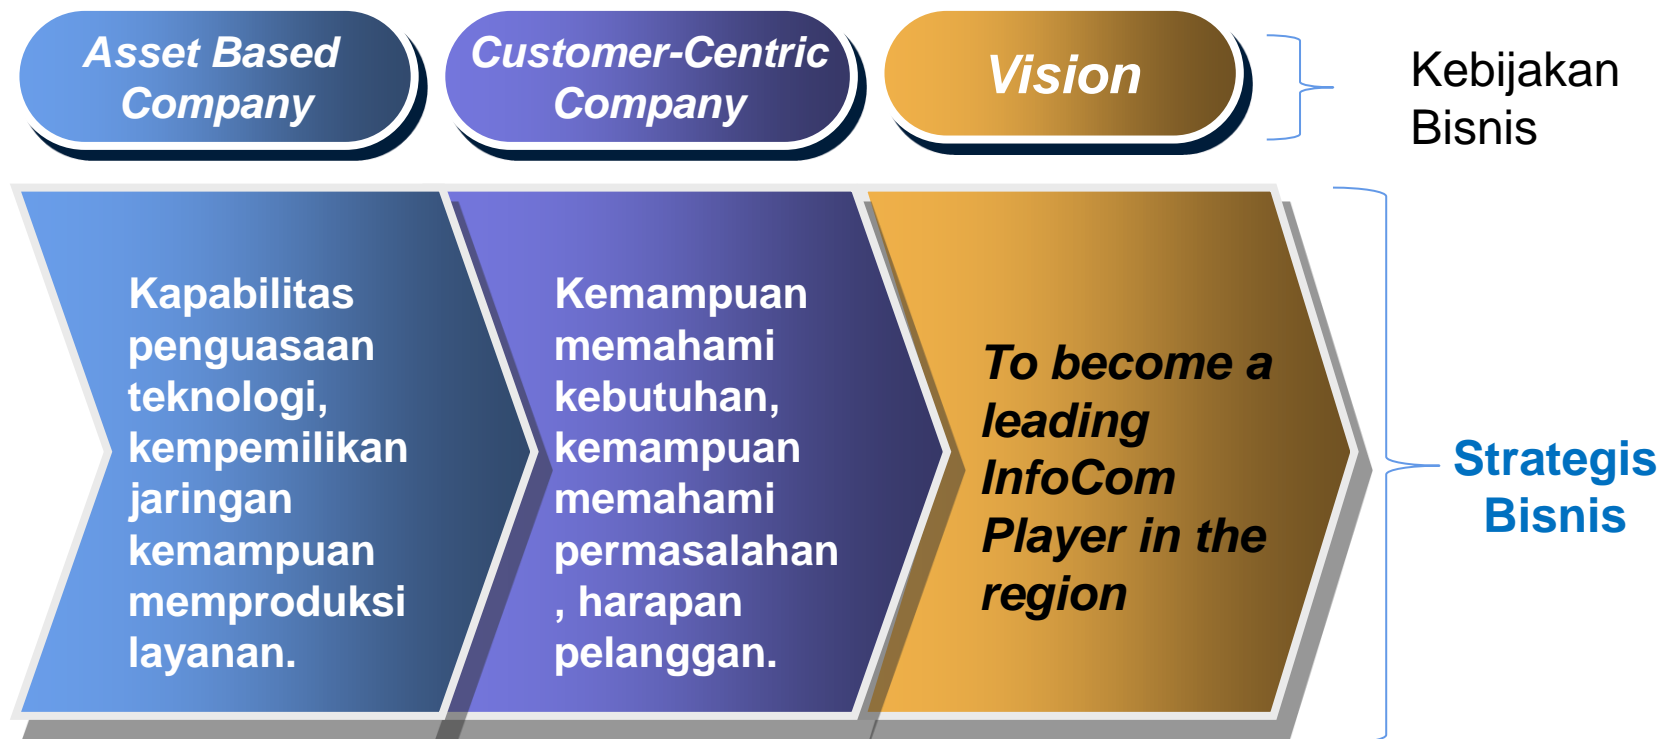 Asset Based
Company
Customer-Centric
Company
Vision
Kebijakan
Bisnis
Kapabilitas
penguasaan
teknologi,
kempemilikan
jaringan
kemampuan
memproduksi
layanan.
Kemampuan
memahami
kebutuhan,
kemampuan
memahami
permasalahan
, harapan
pelanggan.
To become a
leading
InfoCom
Player in the
region
Strategis
Bisnis